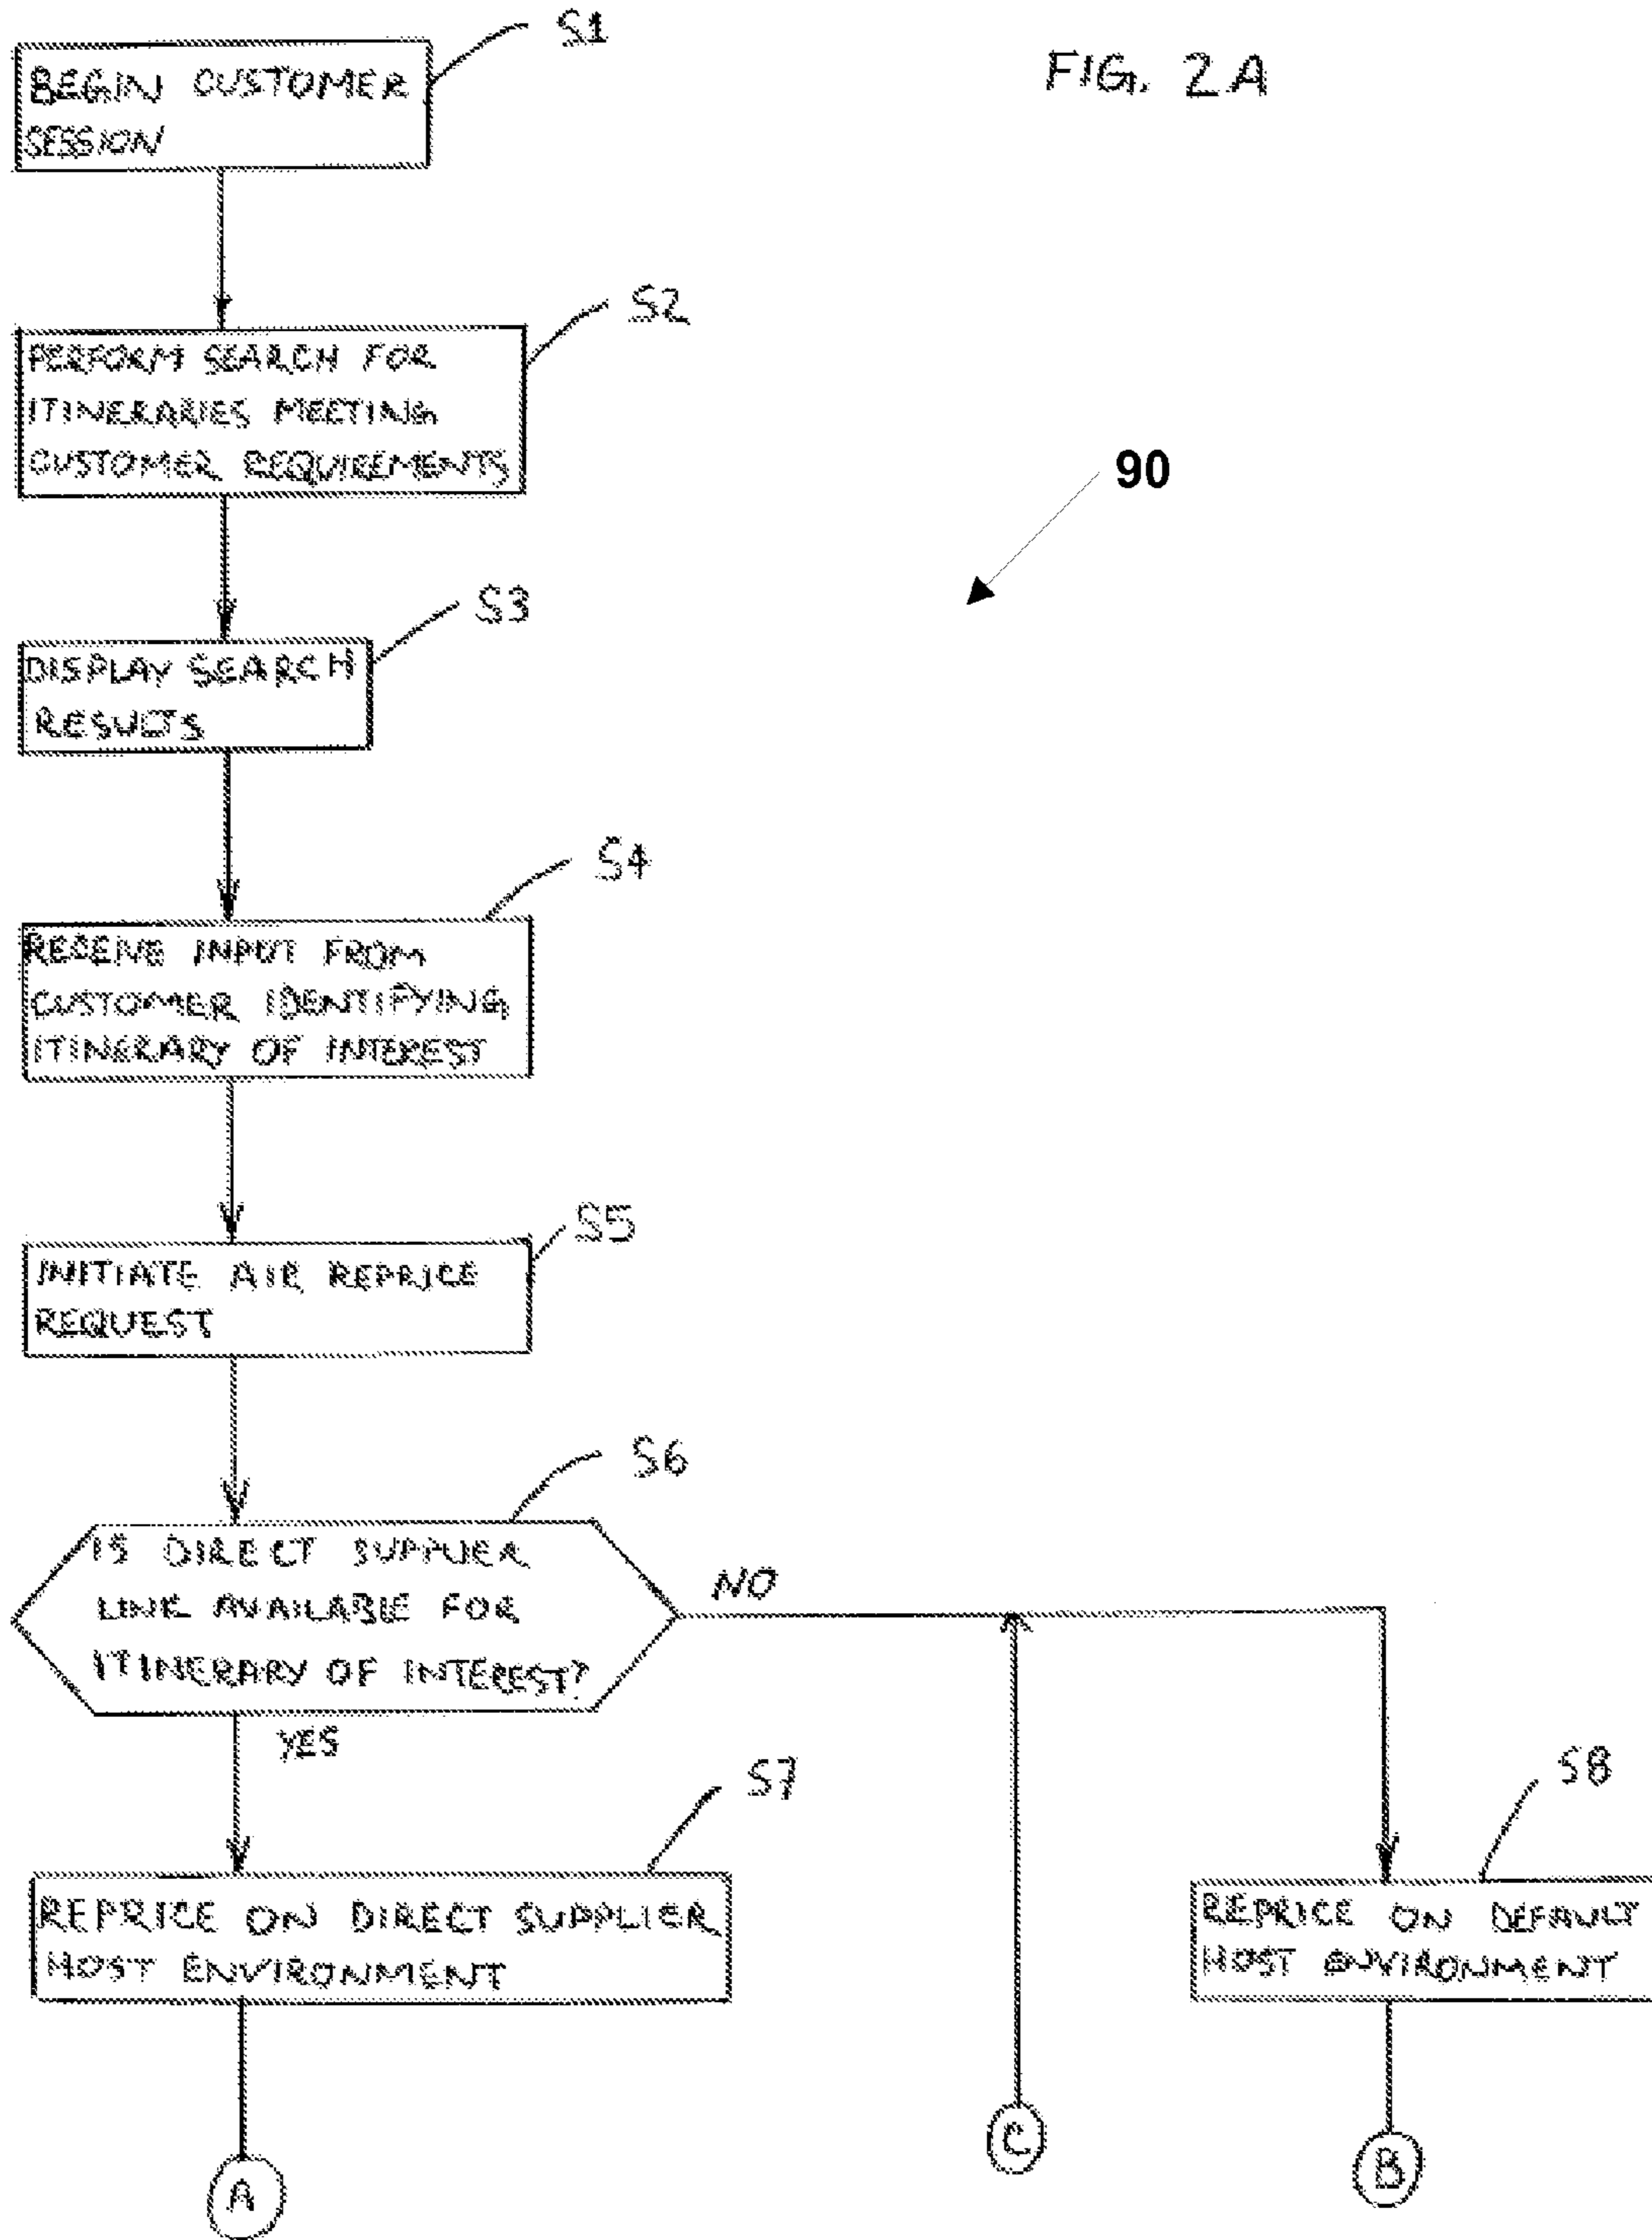 S1
FIG. 2A
BEGIN CUSTOMER
SESSION
S2
PERFORM SEARCH FOR
ITINERARIES MEETING
CUSTOMER REQUIREMENTS
90
S3
DISPLAY SEARCH
RESULTS
S4
RECEIVE INPUT FROM
CUSTOMER IDENTIFYING
ITINERARY OF INTEREST
S5
INITIATE AIR REPRICE
REQUEST
S6
IS DIRECT SUPPLIER
LINK AVAILABLE FOR
ITINERARY OF INTEREST?
NO
YES
S7
REPRICE ON DIRECT SUPPLIER
HOST ENVIRONMENT
S8
REPRICE ON DEFAULT
HOST ENVIRONMENT
A
C
B